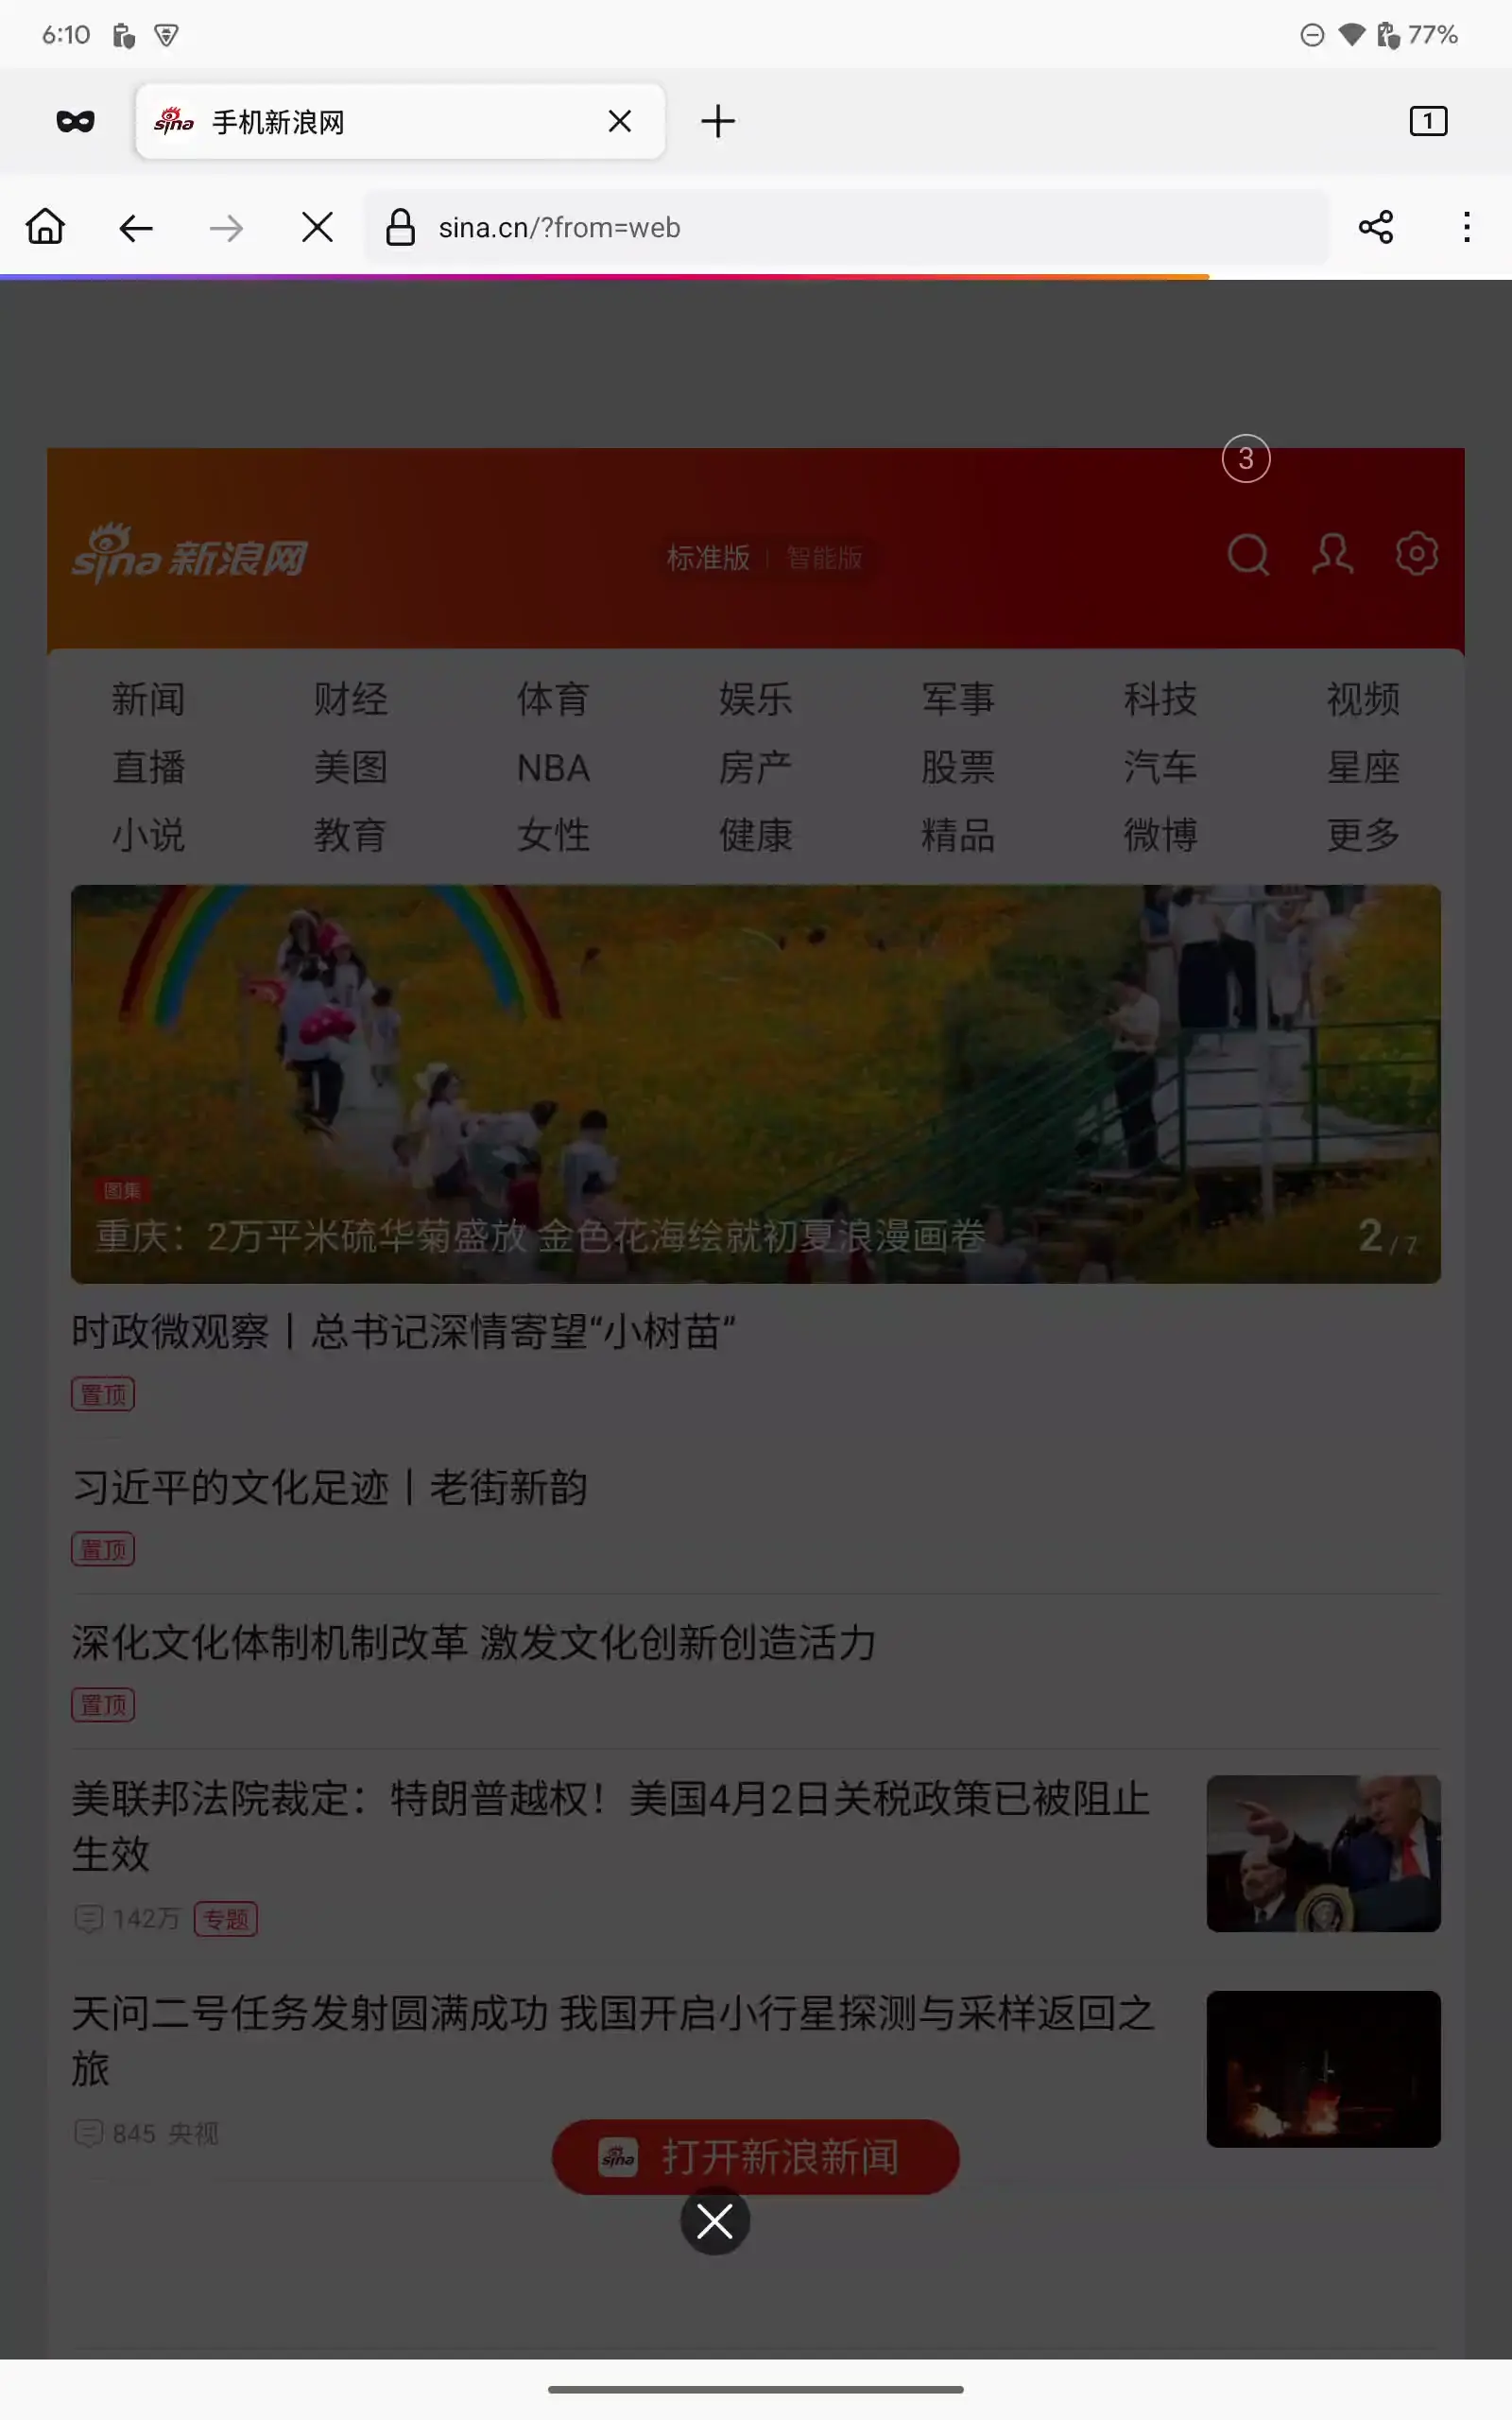 6:10
77%
sina 手机新浪网
1
sina.cn/?from=web
3
sina 新浪网 标准版 智能版
新闻 财经 体育 娱乐 军事 科技 视频
直播 美图 NBA 房产 股票 汽车 星座
小说 教育 女性 健康 精品 微博 更多
图集
重庆：2万平米硫华菊盛放 金色花海绘就初夏浪漫画卷 2/7
时政微观察丨总书记深情寄望“小树苗”
置顶
习近平的文化足迹丨老街新韵
置顶
深化文化体制机制改革 激发文化创新创造活力
置顶
美联邦法院裁定：特朗普越权！美国4月2日关税政策已被阻止
生效
142万 专题
天问二号任务发射圆满成功 我国开启小行星探测与采样返回之
旅
845 央视
sina 打开新浪新闻